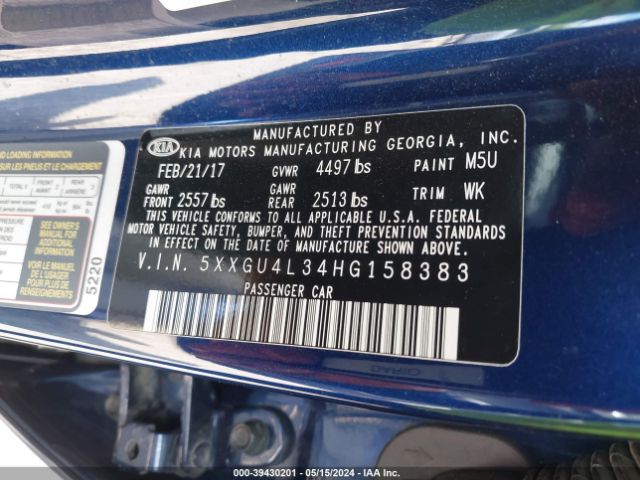 MANUFACTURED BY
KIA KIA MOTORS MANUFACTURING GEORGIA, INC.
FEB/21/17 GVWR 4497 lbs PAINT M5U
GAWR FRONT 2557 lbs GAWR REAR 2513 lbs TRIM WK
THIS VEHICLE CONFORMS TO ALL APPLICABLE U.S.A. FEDERAL
MOTOR VEHICLE SAFETY, BUMPER, AND THEFT PREVENTION STANDARDS
IN EFFECT ON THE DATE OF MANUFACTURE SHOWN ABOVE.
V.I.N. 5XXGU4L34HG158383
PASSENGER CAR
SEE OWNER'S
MANUAL FOR
ADDITIONAL
INFORMATION
VOIR LE MANUEL
DE L'USAGER
POUR PLUS DE
RENSEIGNEMENTS
5220
000-39430201 - 05/15/2024 - IAA Inc.